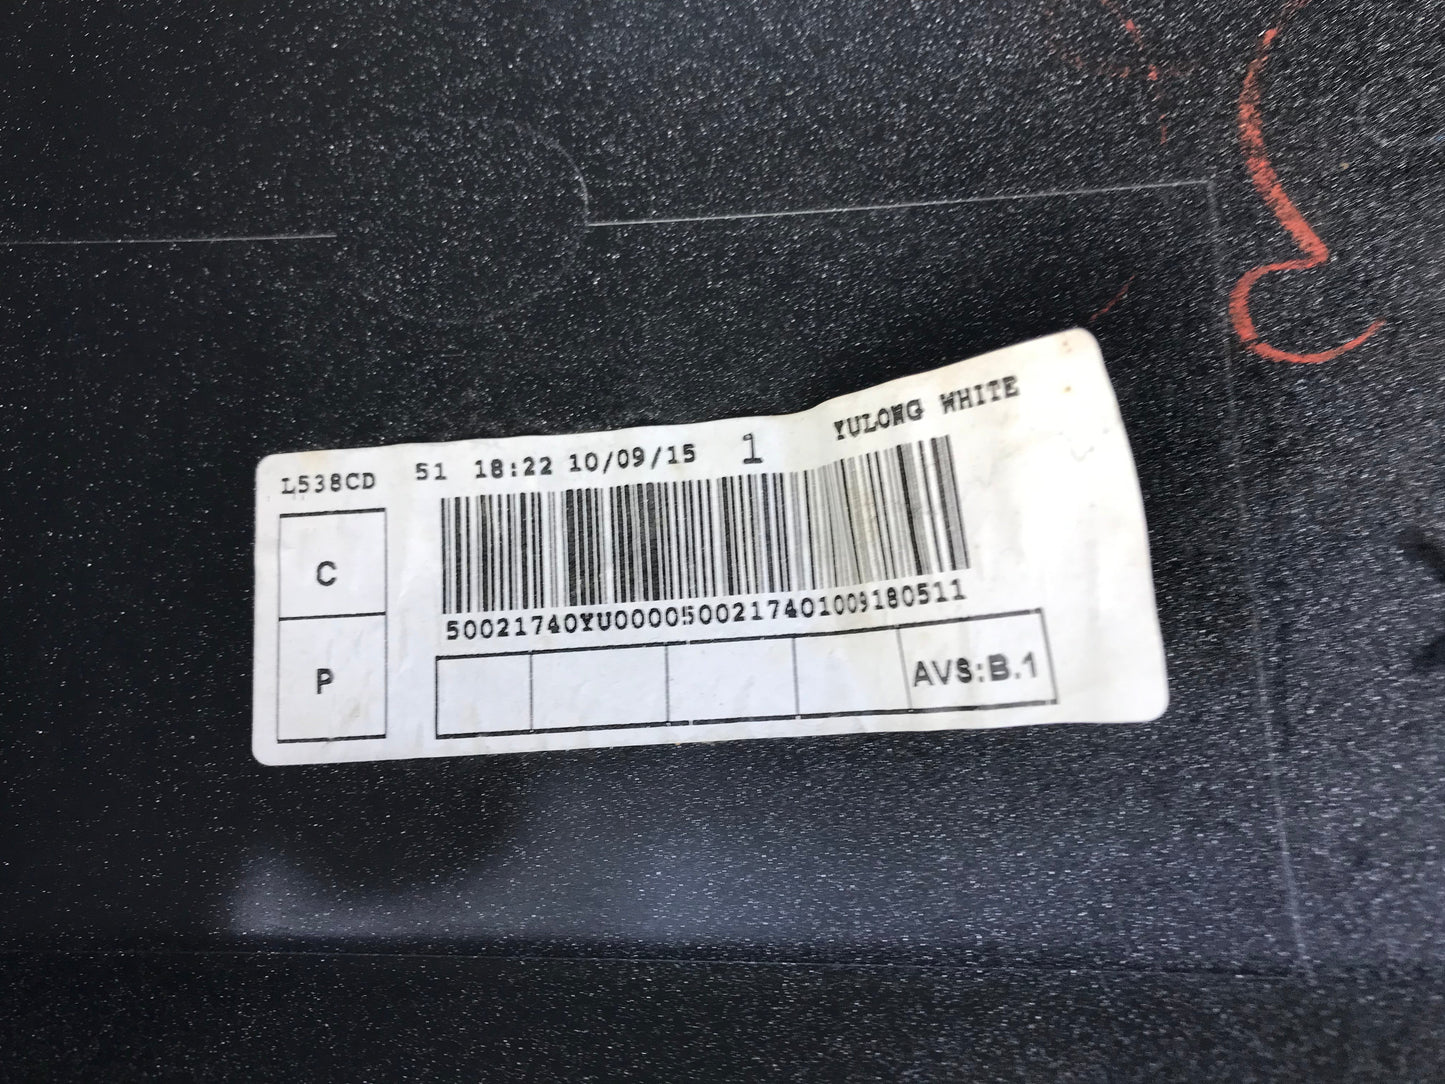 L538CD 51 18:22 10/09/15 1 YULONG WHITE
C
50021740YU0000500217401009180511
P
AVS:B.1